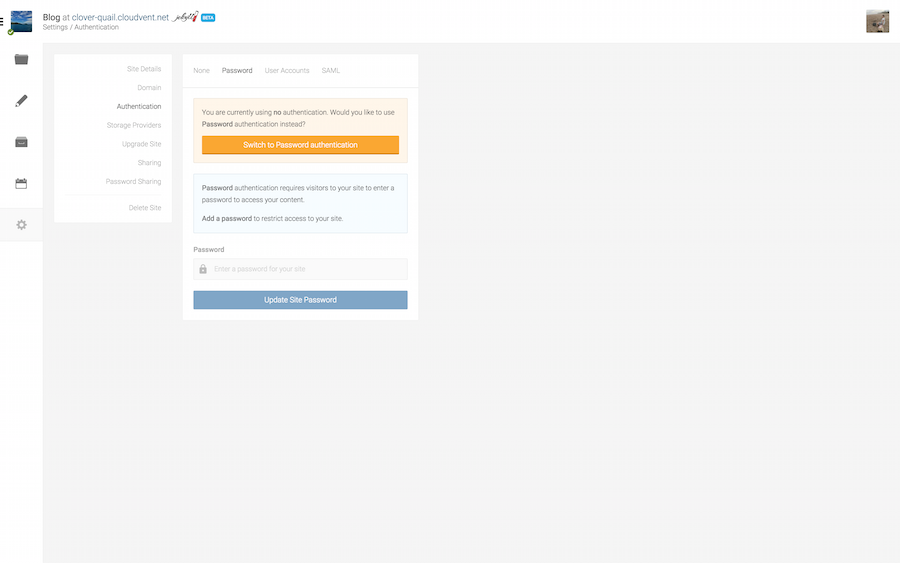 Blog at clover-quail.cloudvent.net jekyll BETA
Settings / Authentication
Site Details
Domain
Authentication
Storage Providers
Upgrade Site
Sharing
Password Sharing
Delete Site
None Password User Accounts SAML
You are currently using no authentication. Would you like to use
Password authentication instead?
Switch to Password authentication
Password authentication requires visitors to your site to enter a
password to access your content.
Add a password to restrict access to your site.
Password
Enter a password for your site
Update Site Password